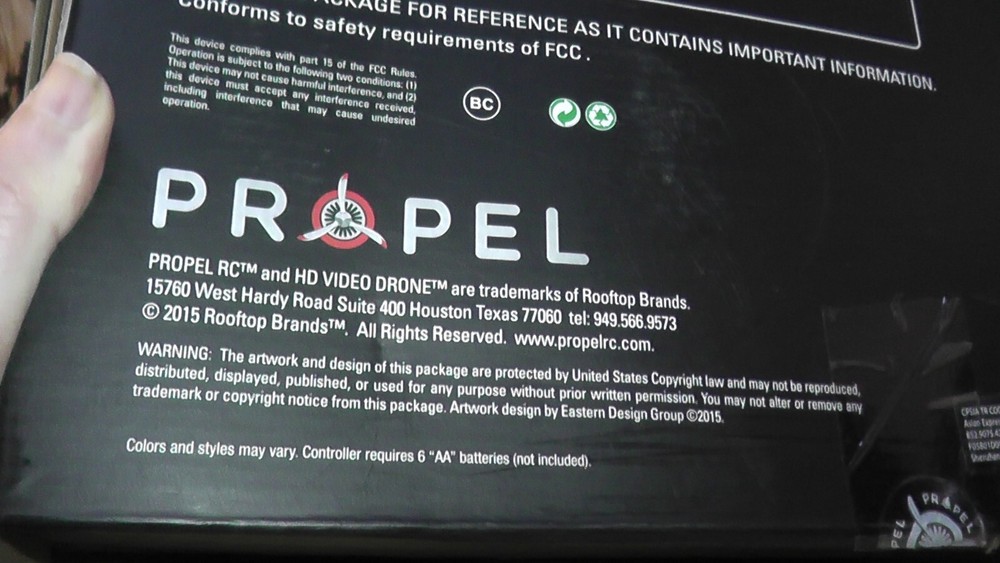 KAGE FOR REFERENCE AS IT CONTAINS IMPORTANT INFORMATION.
Conforms to safety requirements of FCC.
This device complies with part 15 of the FCC Rules.
Operation is subject to the following two conditions: (1)
this device may not cause harmful interference, and (2)
this device must accept any interference received,
including interference that may cause undesired
operation.
BC
PROPEL
PROPEL RC™ and HD VIDEO DRONE™ are trademarks of Rooftop Brands.
15760 West Hardy Road Suite 400 Houston Texas 77060 tel: 949.566.9573
© 2015 Rooftop Brands™. All Rights Reserved. www.propelrc.com.
WARNING: The artwork and design of this package are protected by United States Copyright law and may not be reproduced,
distributed, displayed, published, or used for any purpose without prior written permission. You may not alter or remove any
trademark or copyright notice from this package. Artwork design by Eastern Design Group ©2015.
Colors and styles may vary. Controller requires 6 "AA" batteries (not included).
Asian Expre
Shenzhen
PROPEL
PEL